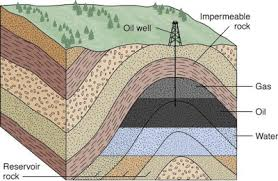 Impermeable
rock
Oil well
Gas
Oil
Water
Reservoir
rock